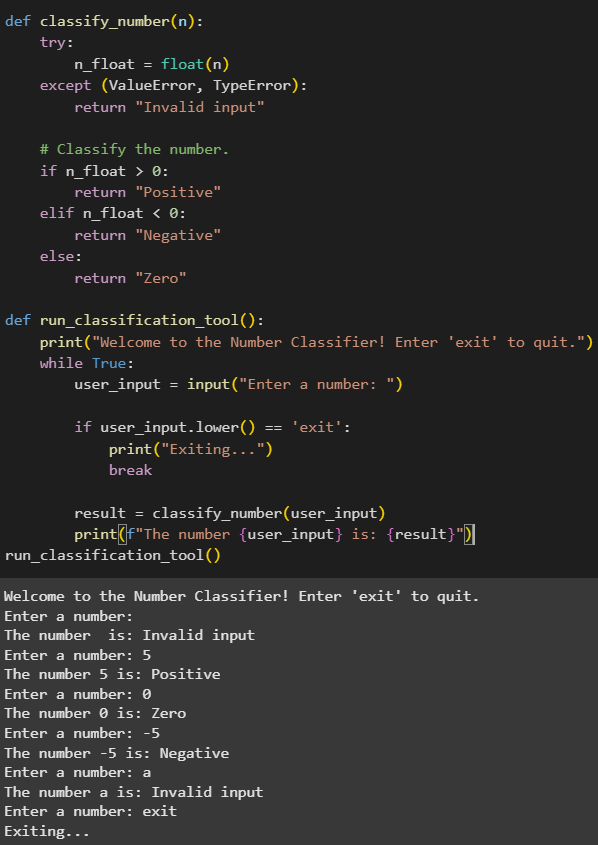 def classify_number(n):
    try:
        n_float = float(n)
    except (ValueError, TypeError):
        return "Invalid input"

    # Classify the number.
    if n_float > 0:
        return "Positive"
    elif n_float < 0:
        return "Negative"
    else:
        return "Zero"

def run_classification_tool():
    print("Welcome to the Number Classifier! Enter 'exit' to quit.")
    while True:
        user_input = input("Enter a number: ")

        if user_input.lower() == 'exit':
            print("Exiting...")
            break

        result = classify_number(user_input)
        print(f"The number {user_input} is: {result}")
run_classification_tool()
Welcome to the Number Classifier! Enter 'exit' to quit.
Enter a number:
The number  is: Invalid input
Enter a number: 5
The number 5 is: Positive
Enter a number: 0
The number 0 is: Zero
Enter a number: -5
The number -5 is: Negative
Enter a number: a
The number a is: Invalid input
Enter a number: exit
Exiting...